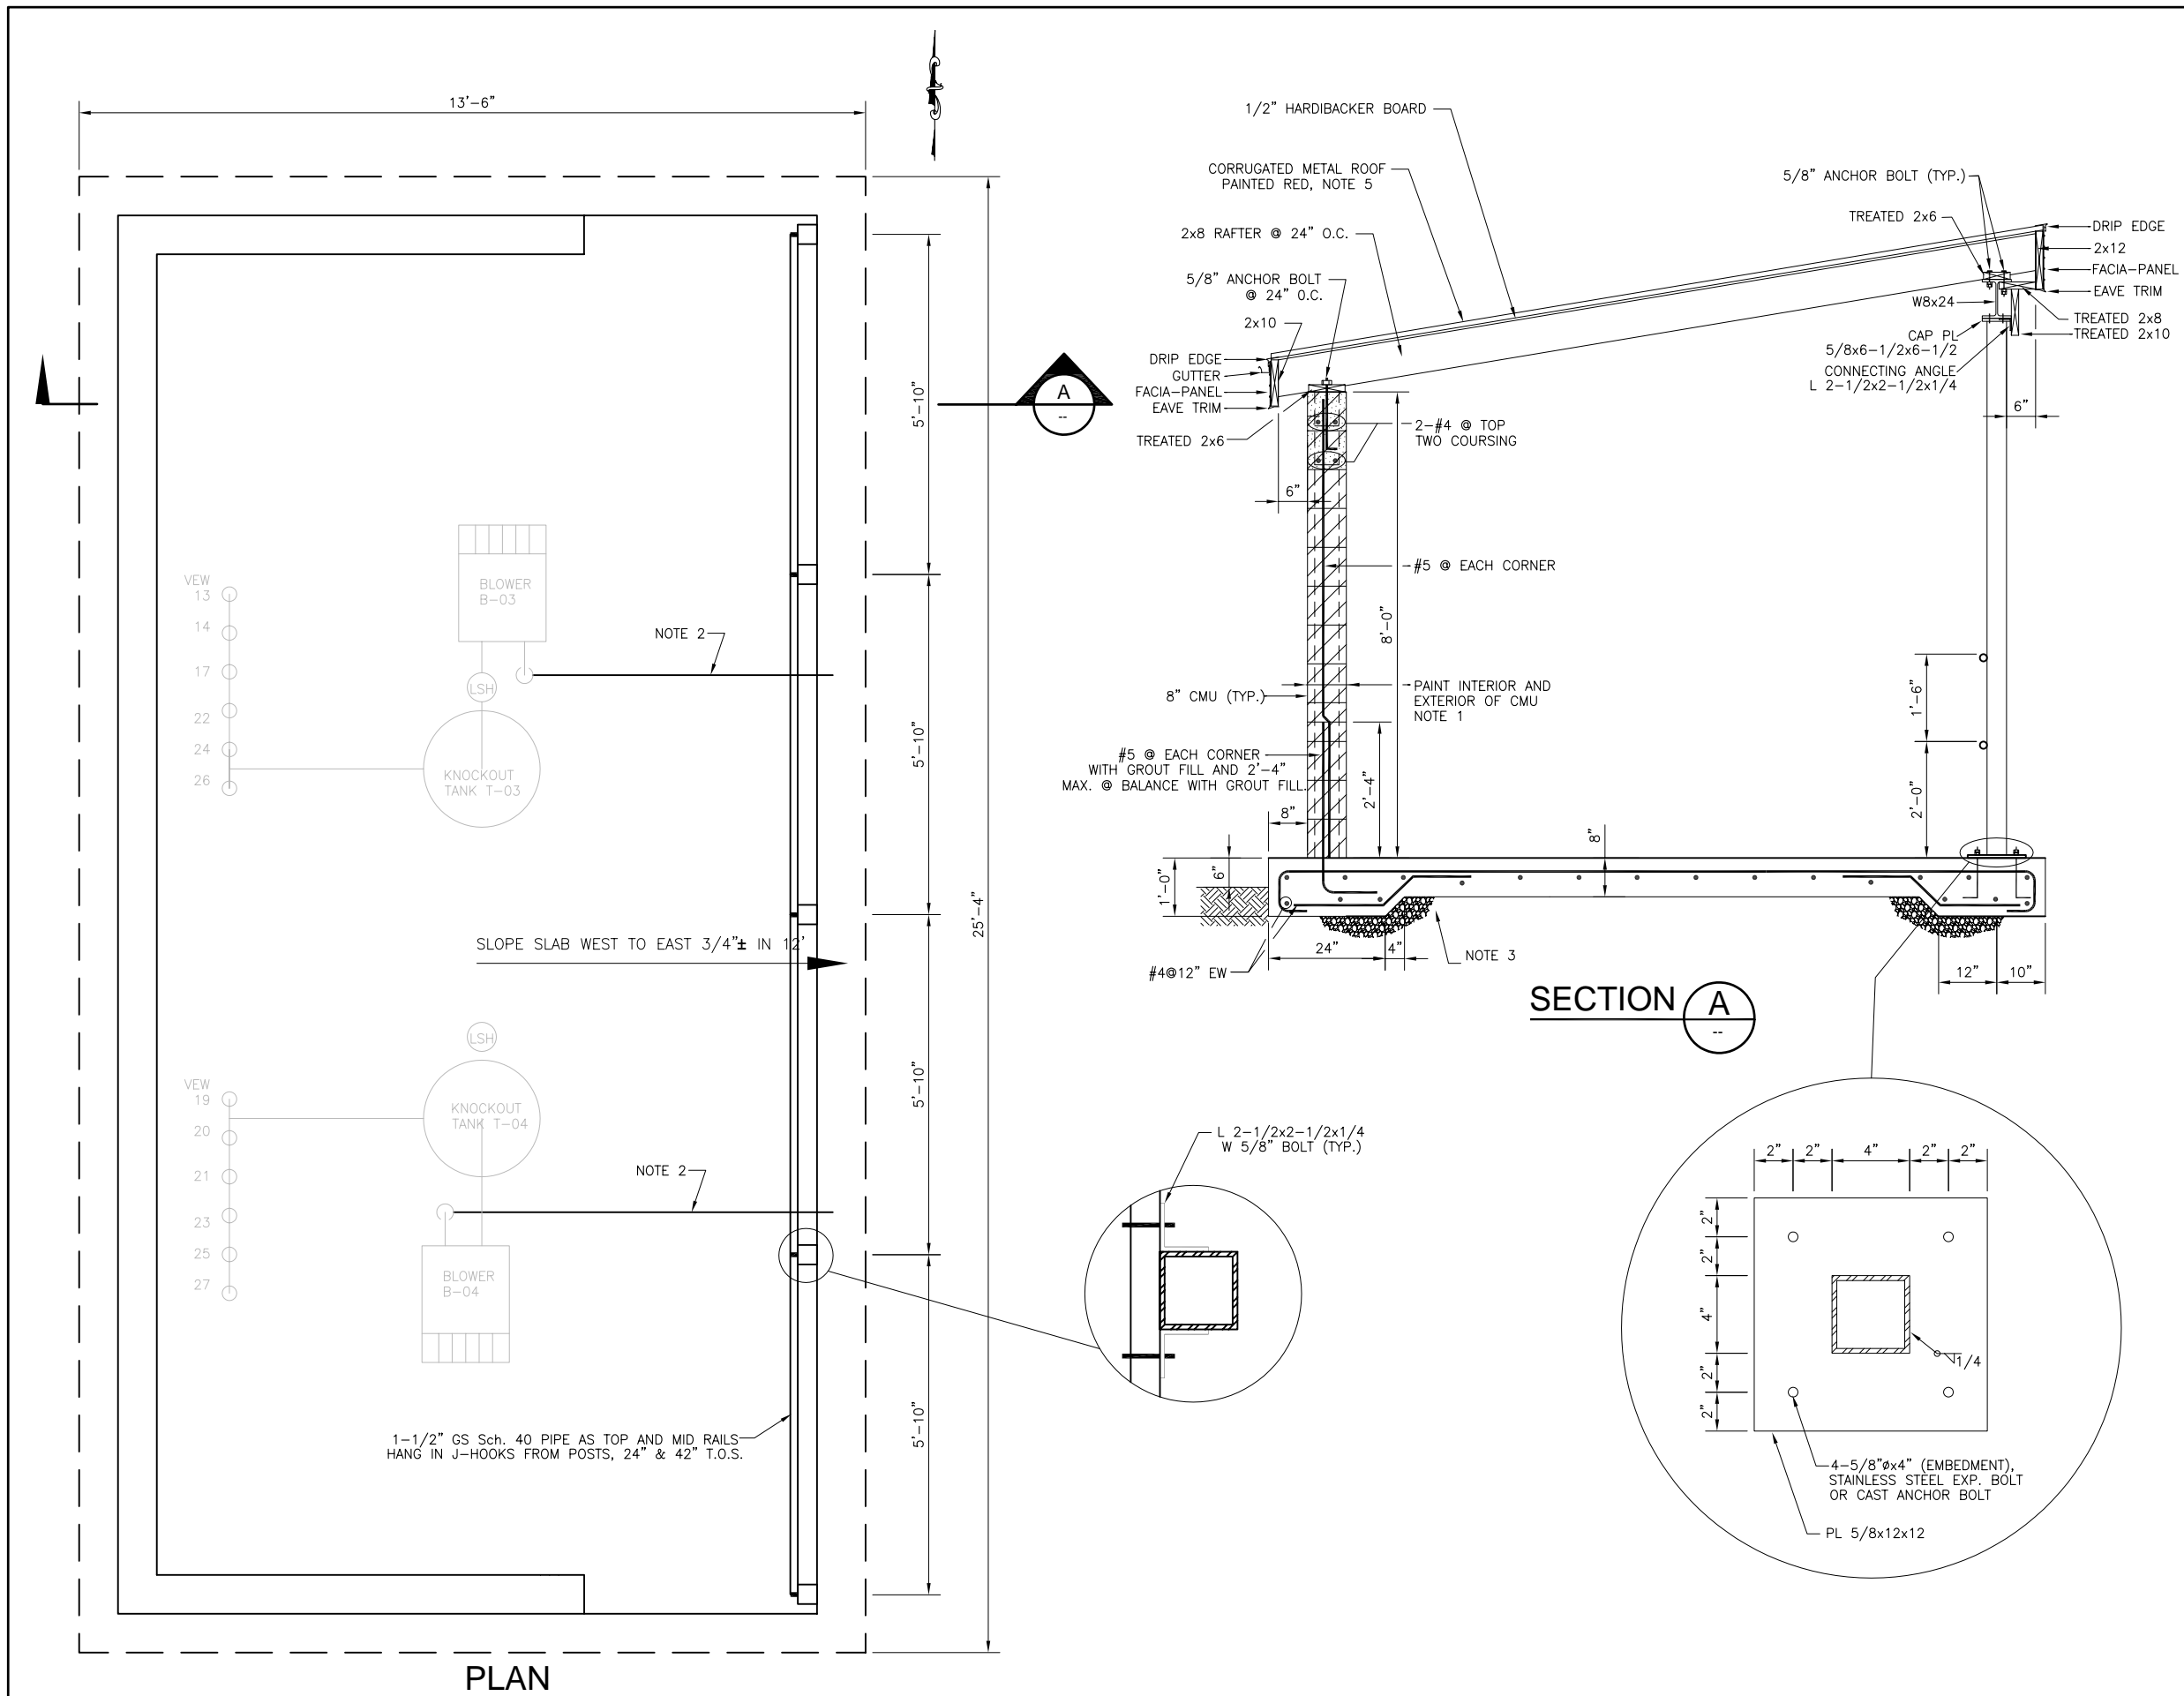 13'-6"
5'-10"
5'-10"
5'-10"
5'-10"
25'-4"
A
--
VEW
13
14
17
22
24
26
BLOWER
B-03
LSH
KNOCKOUT
TANK T-03
NOTE 2
SLOPE SLAB WEST TO EAST 3/4"± IN 12'
LSH
VEW
19
20
21
23
25
27
KNOCKOUT
TANK T-04
NOTE 2
BLOWER
B-04
1-1/2" GS Sch. 40 PIPE AS TOP AND MID RAILS
HANG IN J-HOOKS FROM POSTS, 24" & 42" T.O.S.
PLAN
1/2" HARDIBACKER BOARD
CORRUGATED METAL ROOF
PAINTED RED, NOTE 5
2x8 RAFTER @ 24" O.C.
5/8" ANCHOR BOLT
@ 24" O.C.
2x10
DRIP EDGE
GUTTER
FACIA-PANEL
EAVE TRIM
TREATED 2x6
5/8" ANCHOR BOLT (TYP.)
TREATED 2x6
DRIP EDGE
2x12
FACIA-PANEL
EAVE TRIM
W8x24
TREATED 2x8
TREATED 2x10
CAP PL
5/8x6-1/2x6-1/2
CONNECTING ANGLE
L 2-1/2x2-1/2x1/4
6"
2-#4 @ TOP
TWO COURSING
6"
#5 @ EACH CORNER
8'-0"
8" CMU (TYP.)
PAINT INTERIOR AND
EXTERIOR OF CMU
NOTE 1
#5 @ EACH CORNER
WITH GROUT FILL AND 2'-4"
MAX. @ BALANCE WITH GROUT FILL.
2'-4"
1'-6"
2'-0"
8"
8"
1'-0"
6"
24"
4"
NOTE 3
#4@12" EW
12"
10"
SECTION
A
--
L 2-1/2x2-1/2x1/4
W 5/8" BOLT (TYP.)
2"
2"
4"
2"
2"
2"
2"
4"
2"
2"
1/4
4-5/8"øx4" (EMBEDMENT),
STAINLESS STEEL EXP. BOLT
OR CAST ANCHOR BOLT
PL 5/8x12x12